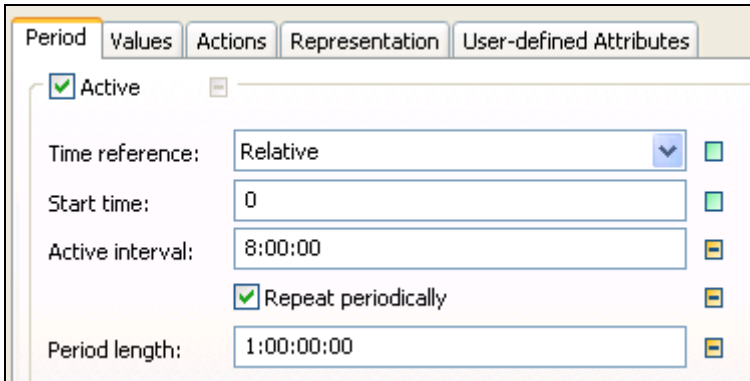 Period Values Actions Representation User-defined Attributes
Active
Time reference: Relative
Start time: 0
Active interval: 8:00:00
Repeat periodically
Period length: 1:00:00:00